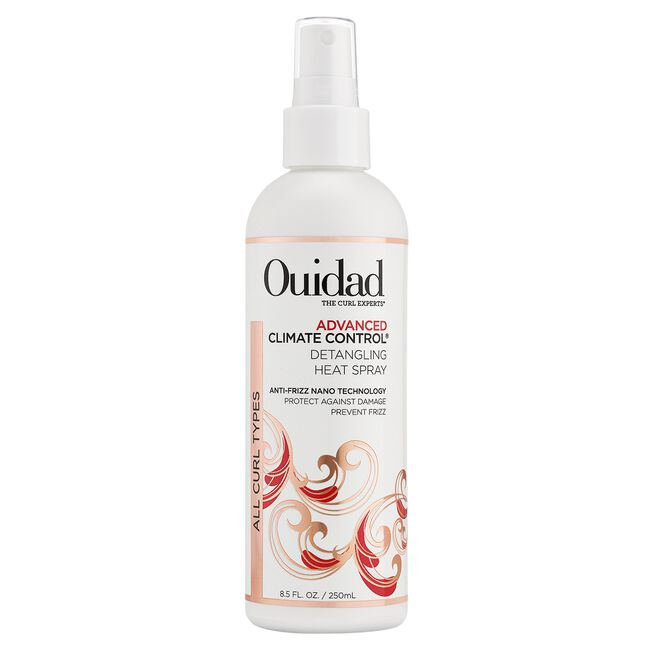 Ouidad
THE CURL EXPERTS®
ADVANCED
CLIMATE CONTROL®
DETANGLING
HEAT SPRAY
ANTI-FRIZZ NANO TECHNOLOGY
PROTECT AGAINST DAMAGE
PREVENT FRIZZ
ALL CURL TYPES
8.5 FL. OZ. / 250mL